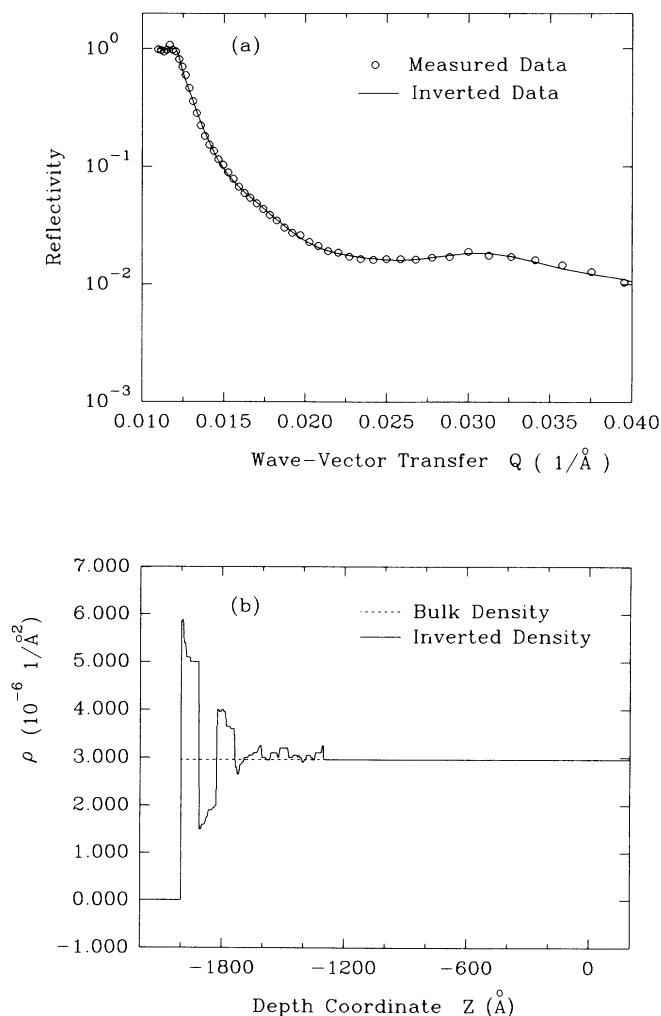 (a)
Measured Data
Inverted Data
10⁰
10⁻¹
10⁻²
10⁻³
Reflectivity
0.010 0.015 0.020 0.025 0.030 0.035 0.040
Wave-Vector Transfer Q ( 1/Å )
(b)
Bulk Density
Inverted Density
7.000
6.000
5.000
4.000
3.000
2.000
1.000
0.000
-1.000
ρ (10⁻⁶ 1/Å²)
-1800 -1200 -600 0
Depth Coordinate Z (Å)